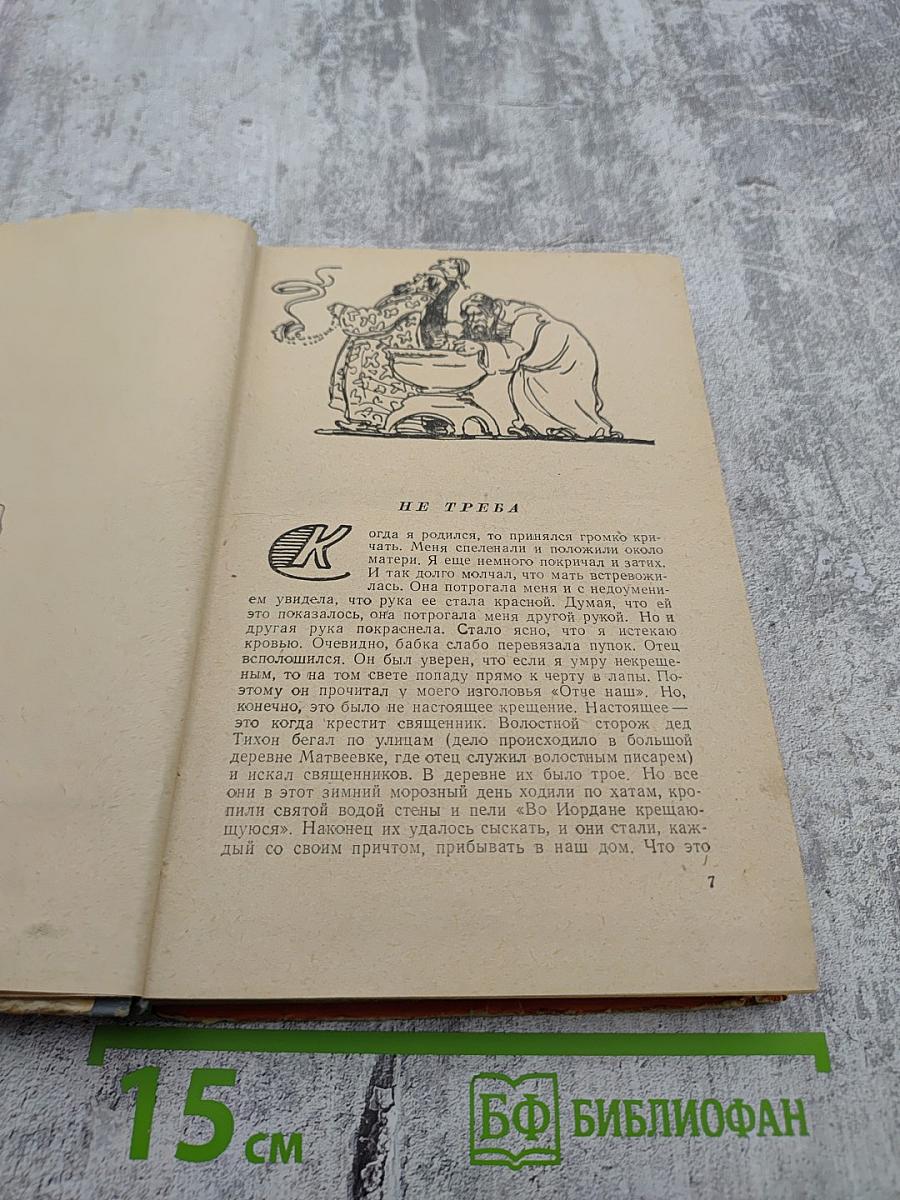 НЕ ТРЕБА
Когда я родился, то принялся громко кри-
чать. Меня спеленали и положили около
матери. Я еще немного покричал и затих.
И так долго молчал, что мать встревожи-
лась. Она потрогала меня и с недоумени-
ем увидела, что рука ее стала красной. Думая, что ей
это показалось, она потрогала меня другой рукой. Но и
другая рука покраснела. Стало ясно, что я истекаю
кровью. Очевидно, бабка слабо перевязала пупок. Отец
всполошился. Он был уверен, что если я умру некреще-
ным, то на том свете попаду прямо к черту в лапы. По-
этому он прочитал у моего изголовья «Отче наш». Но,
конечно, это было не настоящее крещение. Настоящее —
это когда крестит священник. Волостной сторож дед
Тихон бегал по улицам (дело происходило в большой
деревне Матвеевке, где отец служил волостным писарем)
и искал священников. В деревне их было трое. Но все
они в этот зимний морозный день ходили по хатам, кро-
пили святой водой стены и пели «Во Иордане крещаю-
щуюся». Наконец их удалось сыскать, и они стали, каж-
дый со своим причтом, прибывать в наш дом. Что это
7
15 см
БФ БИБЛИОФАН